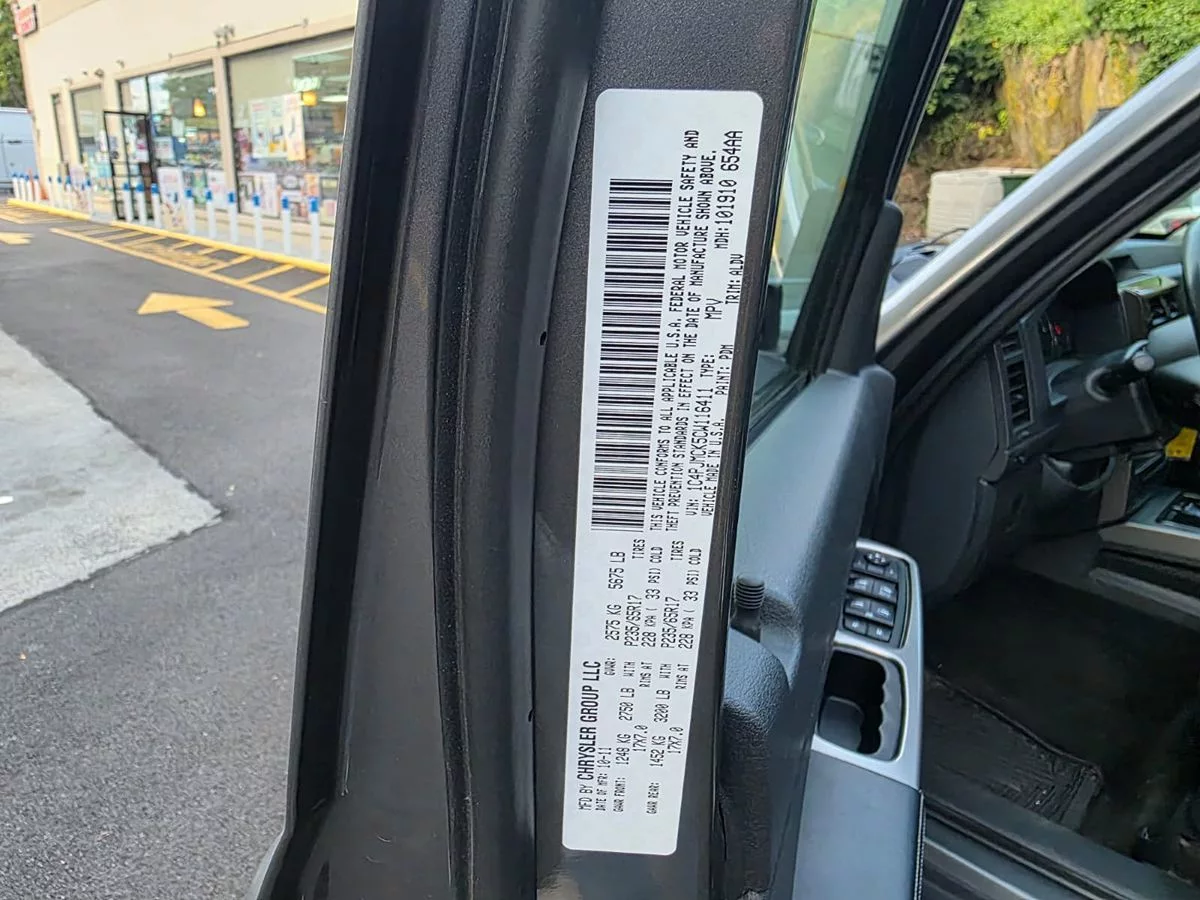 MFD BY CHRYSLER GROUP LLC
DATE OF MFR: 10-11 GVWR: 2575 KG 5675 LB
GAWR FRONT: 1248 KG 2750 LB WITH P235/65R17 TIRES
17X7.0 RIMS AT 228 KPA ( 33 PSI) COLD
GAWR REAR: 1452 KG 3200 LB WITH P235/65R17 TIRES
17X7.0 RIMS AT 228 KPA ( 33 PSI) COLD
THIS VEHICLE CONFORMS TO ALL APPLICABLE U.S.A. FEDERAL MOTOR VEHICLE SAFETY AND
THEFT PREVENTION STANDARDS IN EFFECT ON THE DATE OF MANUFACTURE SHOWN ABOVE.
VIN: 1C4PJMCK5CW116411 TYPE: MPV MDH: 101910 654AA
VEHICLE MADE IN U.S.A. PAINT: PDM TRIM: ALDV